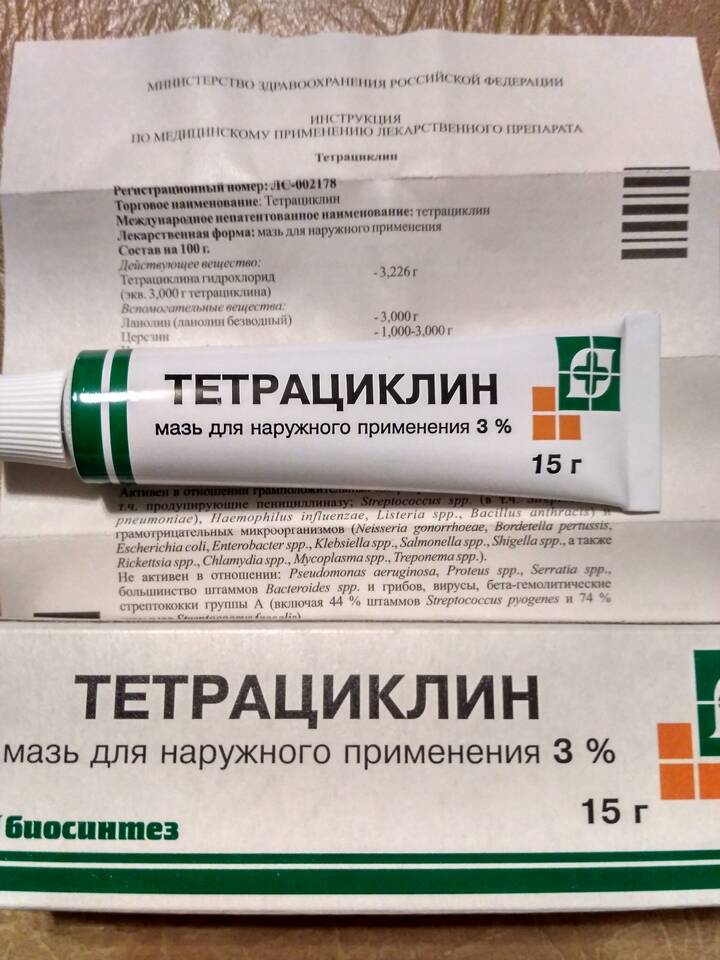 МИНИСТЕРСТВО ЗДРАВООХРАНЕНИЯ РОССИЙСКОЙ ФЕДЕРАЦИИ
ИНСТРУКЦИЯ
ПО МЕДИЦИНСКОМУ ПРИМЕНЕНИЮ ЛЕКАРСТВЕННОГО ПРЕПАРАТА
Тетрациклин
Регистрационный номер: ЛС-002178
Торговое наименование: Тетрациклин
Международное непатентованное наименование: тетрациклин
Лекарственная форма: мазь для наружного применения
Состав на 100 г.
Действующее вещество:
Тетрациклина гидрохлорид - 3,226 г
(экв. 3,000 г тетрациклина)
Вспомогательные вещества:
Ланолин (ланолин безводный) - 3,000 г
Церезин - 1,000-3,000 г
ТЕТРАЦИКЛИН
мазь для наружного применения 3 %
15 г
Активен в отношении
т.ч. продуцирующие пенициллиназу; Streptococcus spp. (в т.ч.
pneumoniae), Haemophilus influenzae, Listeria spp., Bacillus anthracis) и
грамотрицательных микроорганизмов (Neisseria gonorrhoeae, Bordetella pertussis,
Escherichia coli, Enterobacter spp., Klebsiella spp., Salmonella spp., Shigella spp., а также
Rickettsia spp., Chlamydia spp., Mycoplasma spp., Treponema spp.).
Не активен в отношении: Pseudomonas aeruginosa, Proteus spp., Serratia spp.,
большинство штаммов Bacteroides spp. и грибов, вирусы, бета-гемолитические
стрептококки группы А (включая 44 % штаммов Streptococcus pyogenes и 74 %
ТЕТРАЦИКЛИН
мазь для наружного применения 3 %
15 г
биосинтез